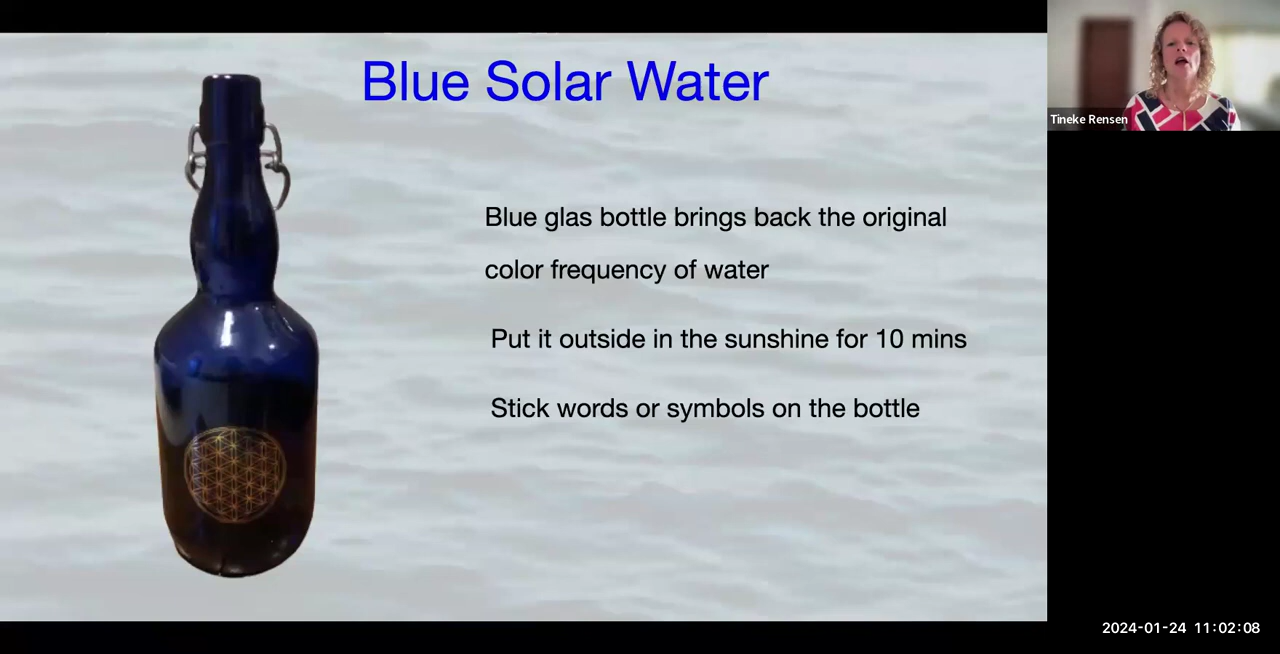 Blue Solar Water
Tineke Rensen
Blue glas bottle brings back the original
color frequency of water
Put it outside in the sunshine for 10 mins
Stick words or symbols on the bottle
2024-01-24 11:02:08